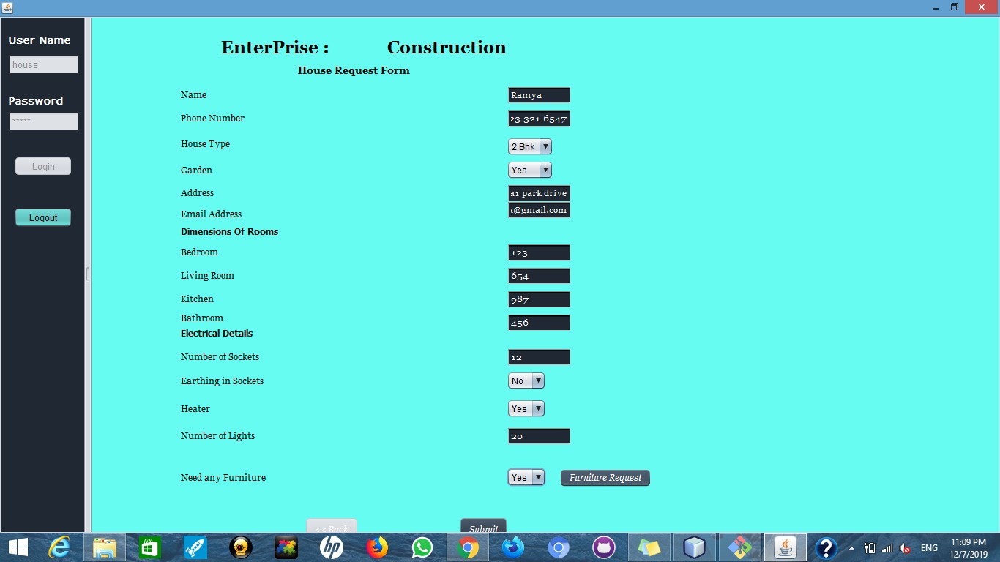 User Name
house
Password
*****
Login
Logout
EnterPrise : Construction
House Request Form
Name Ramya
Phone Number 23-321-6547
House Type 2 Bhk
Garden Yes
Address a1 park drive
Email Address @gmail.com
Dimensions Of Rooms
Bedroom 123
Living Room 654
Kitchen 987
Bathroom 456
Electrical Details
Number of Sockets 12
Earthing in Sockets No
Heater Yes
Number of Lights 20
Need any Furniture Yes Furniture Request
<< Back Submit
hp
ENG
11:09 PM
12/7/2019